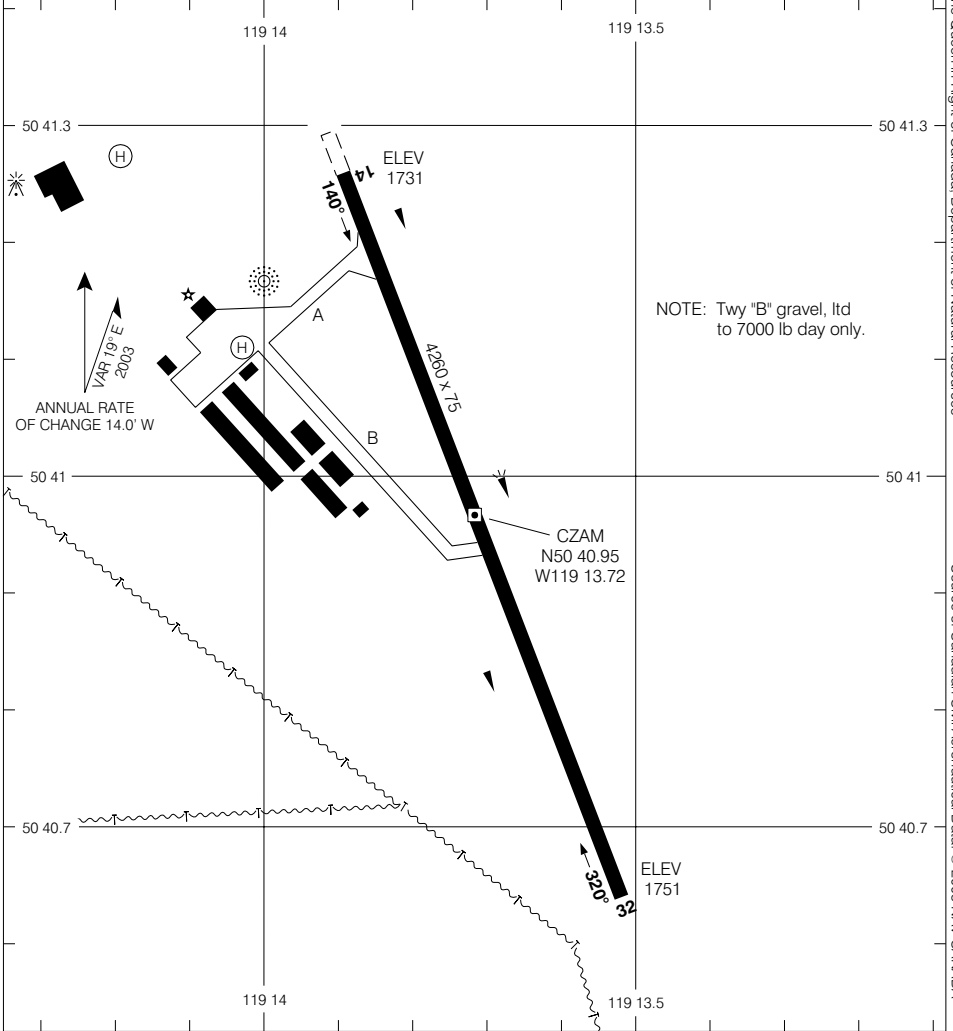 119 14
119 13.5
50 41.3
50 41.3
H
ELEV
1731
14
140°
NOTE: Twy "B" gravel, ltd
to 7000 lb day only.
A
VAR 19° E
2003
H
4260 x 75
ANNUAL RATE
OF CHANGE 14.0' W
B
50 41
50 41
CZAM
N50 40.95
W119 13.72
50 40.7
50 40.7
ELEV
1751
320°
32
119 14
119 13.5